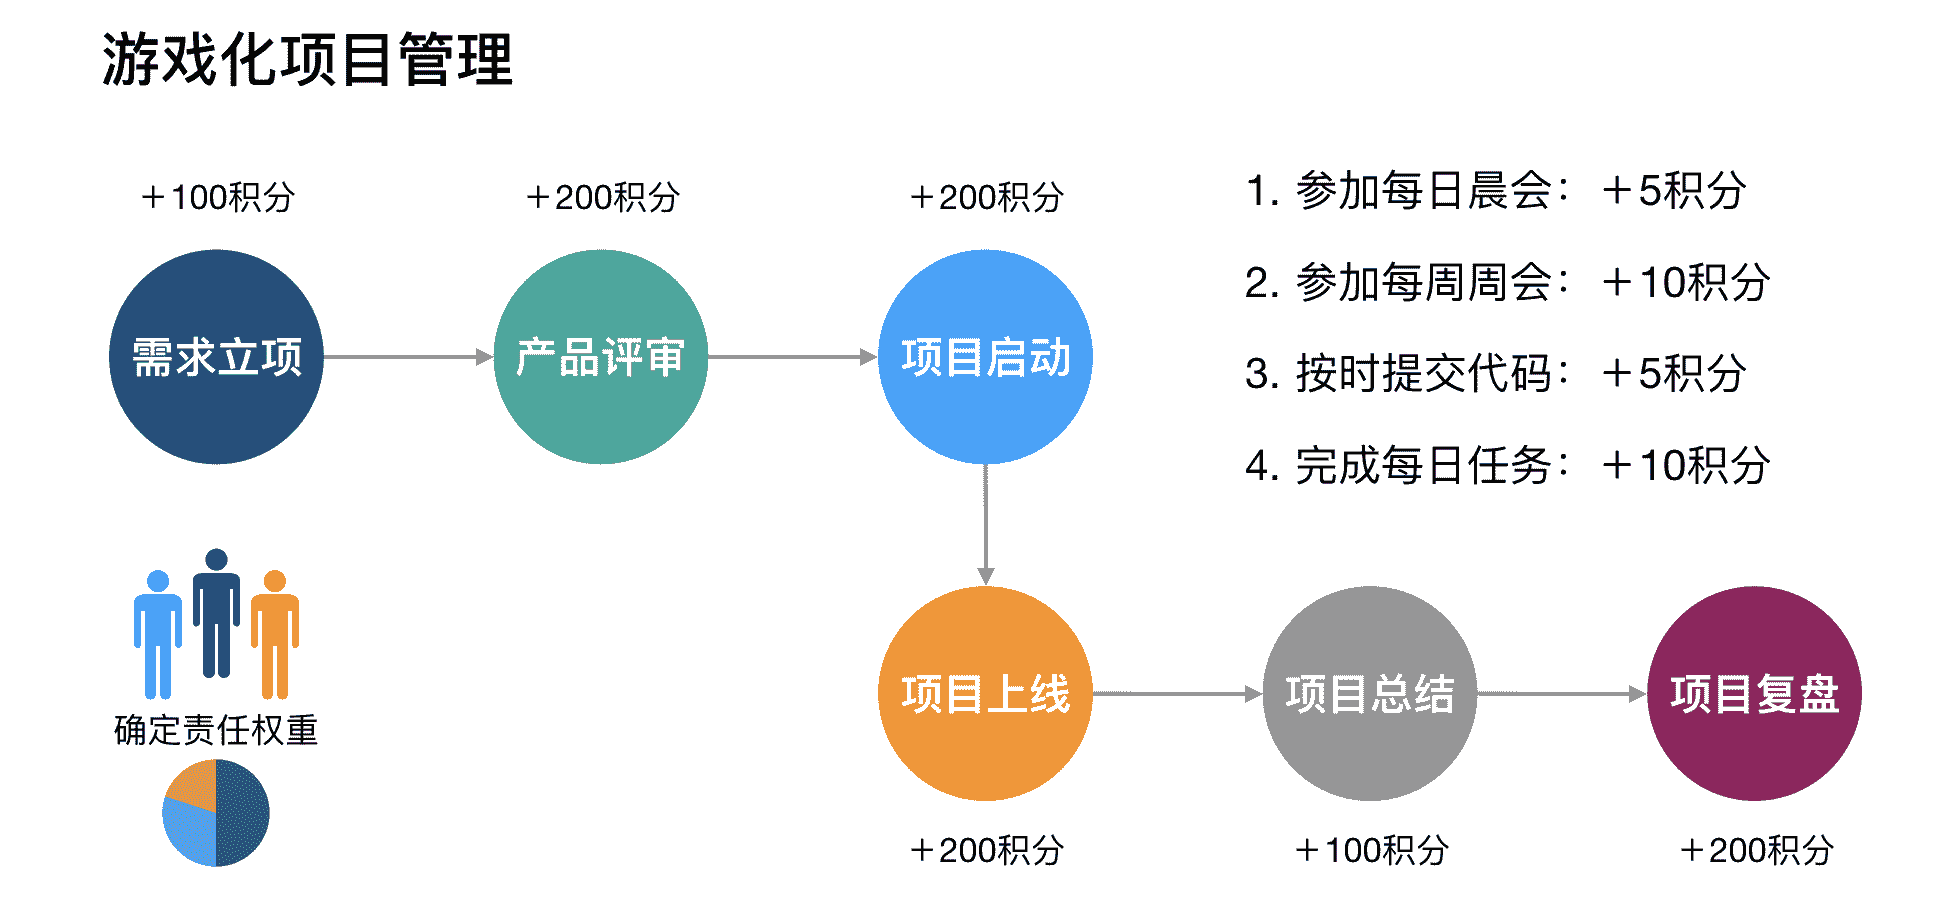 游戏化项目管理
+100积分
+200积分
+200积分
需求立项
产品评审
项目启动
1. 参加每日晨会：+5积分
2. 参加每周周会：+10积分
3. 按时提交代码：+5积分
4. 完成每日任务：+10积分
确定责任权重
项目上线
项目总结
项目复盘
+200积分
+100积分
+200积分